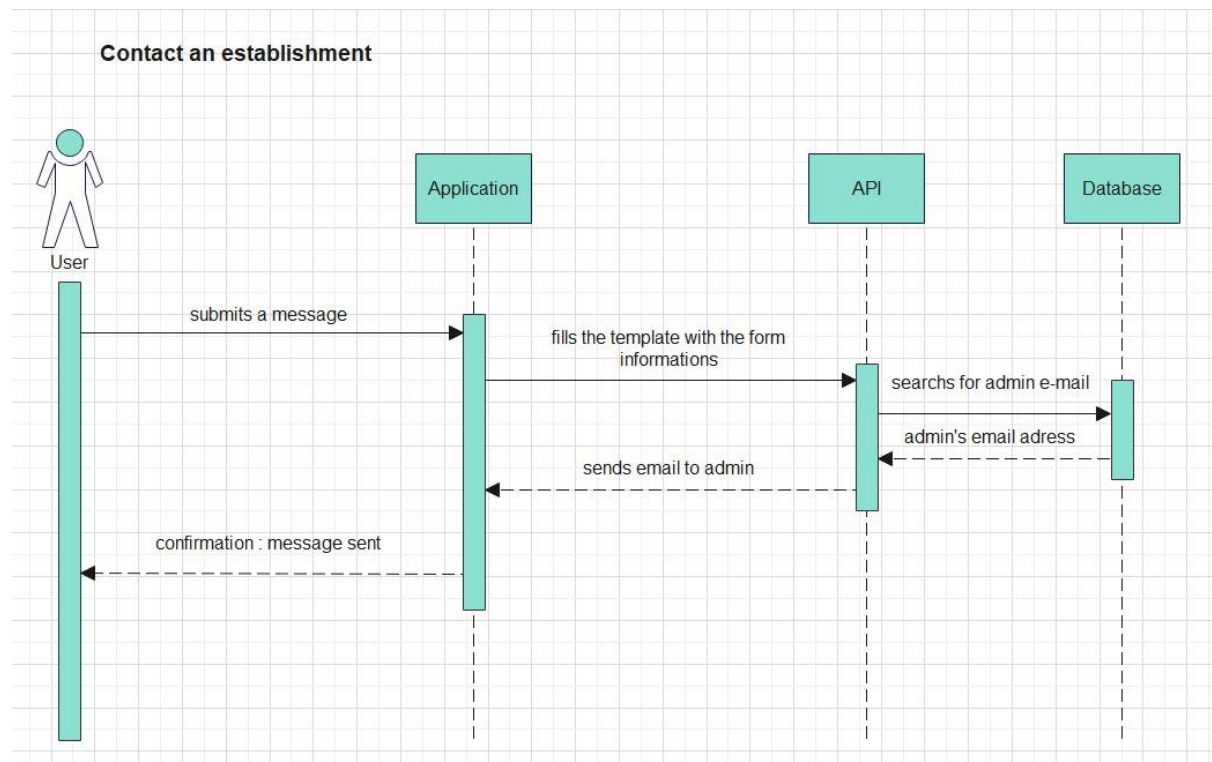 Contact an establishment
Application
API
Database
User
submits a message
fills the template with the form
informations
searchs for admin e-mail
admin's email adress
sends email to admin
confirmation : message sent